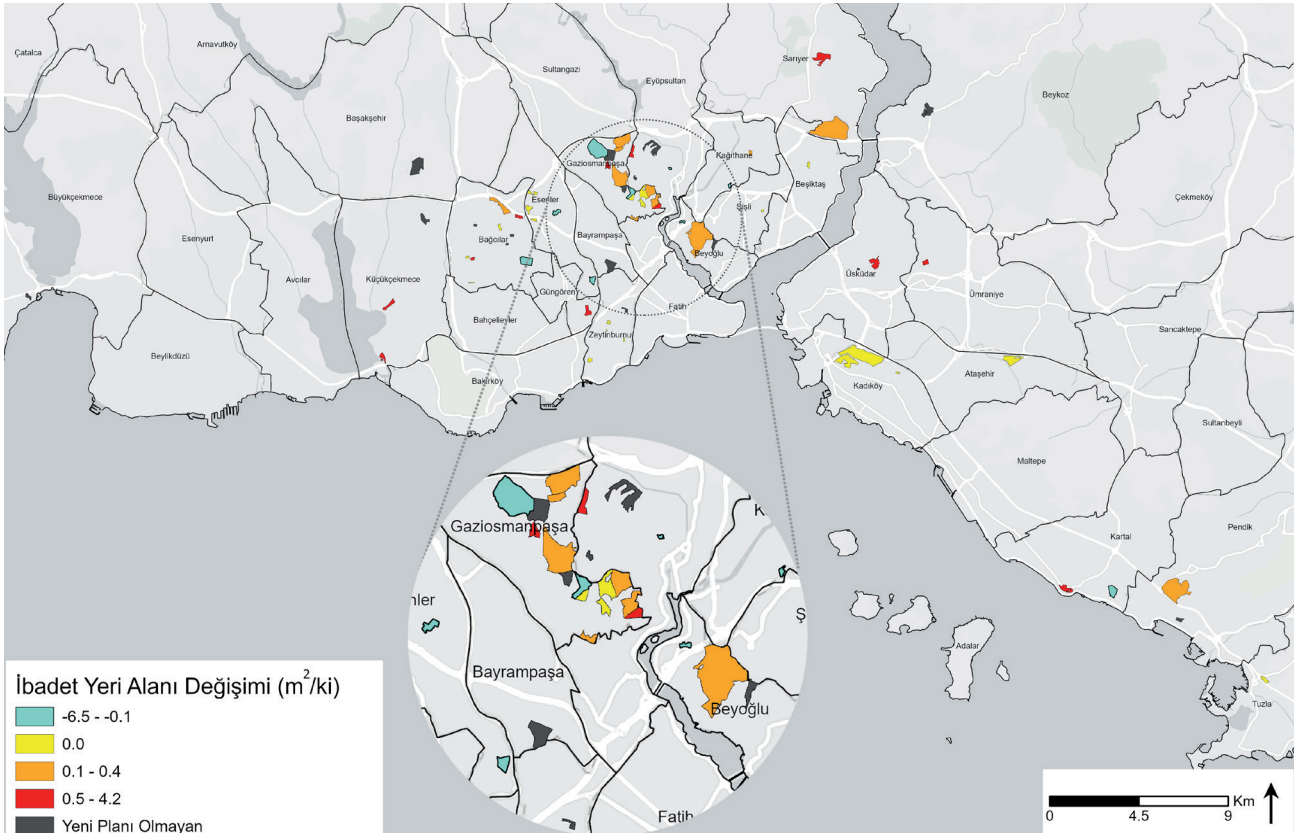 Çatalca
Arnavutköy
Sultangazi
Eyüpsultan
Sarıyer
Beykoz
Başakşehir
Kağıthane
Gaziosmanpaşa
Beşiktaş
Büyükçekmece
Esenyurt
Esenler
Şişli
Çekmeköy
Bağcılar
Bayrampaşa
Beyoğlu
Avcılar
Küçükçekmece
Üsküdar
Ümraniye
Güngören
Fatih
Bahçelievler
Zeytinburnu
Sancaktepe
Beylikdüzü
Bakırköy
Kadıköy
Ataşehir
Sultanbeyli
Maltepe
Kartal
Pendik
Adalar
Tuzla
Gaziosmanpaşa
K
nler
Ş
Bayrampaşa
Beyoğlu
Fatih
İbadet Yeri Alanı Değişimi (m²/ki)
-6.5 - -0.1
0.0
0.1 - 0.4
0.5 - 4.2
Yeni Planı Olmayan
Km
0 4.5 9